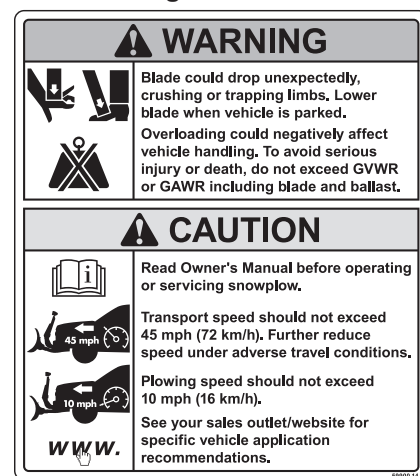 WARNING
Blade could drop unexpectedly,
crushing or trapping limbs. Lower
blade when vehicle is parked.
Overloading could negatively affect
vehicle handling. To avoid serious
injury or death, do not exceed GVWR
or GAWR including blade and ballast.
CAUTION
i
Read Owner's Manual before operating
or servicing snowplow.
45 mph
Transport speed should not exceed
45 mph (72 km/h). Further reduce
speed under adverse travel conditions.
10 mph
Plowing speed should not exceed
10 mph (16 km/h).
www.
See your sales outlet/website for
specific vehicle application
recommendations.